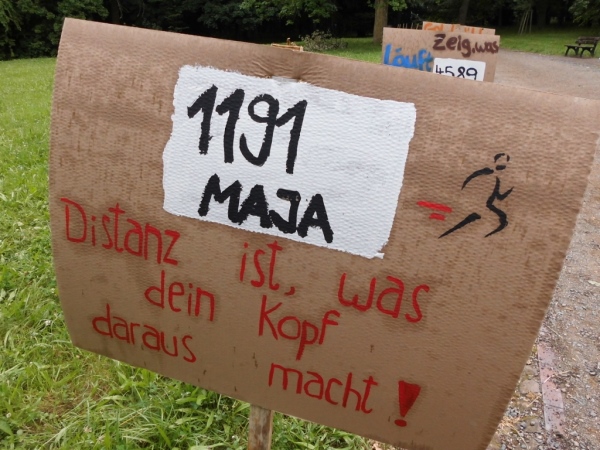 1191
MAJA
Distanz ist, was
dein Kopf
daraus macht!
Zeig, was
Läuft
4589